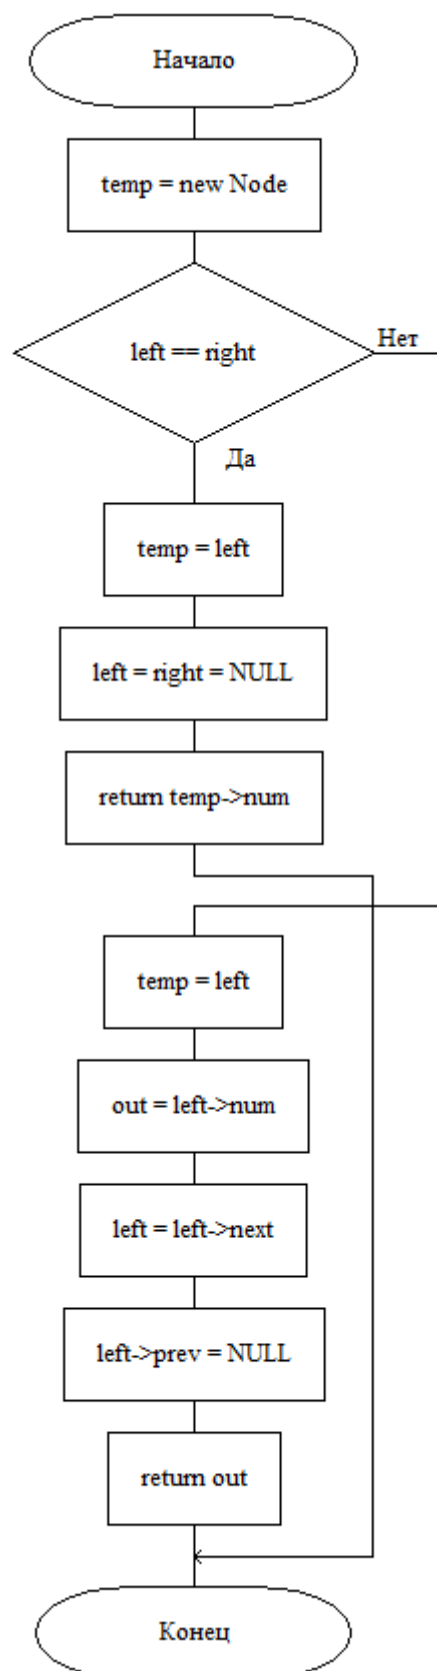 Начало
temp = new Node
left == right
Нет
Да
temp = left
left = right = NULL
return temp->num
temp = left
out = left->num
left = left->next
left->prev = NULL
return out
Конец